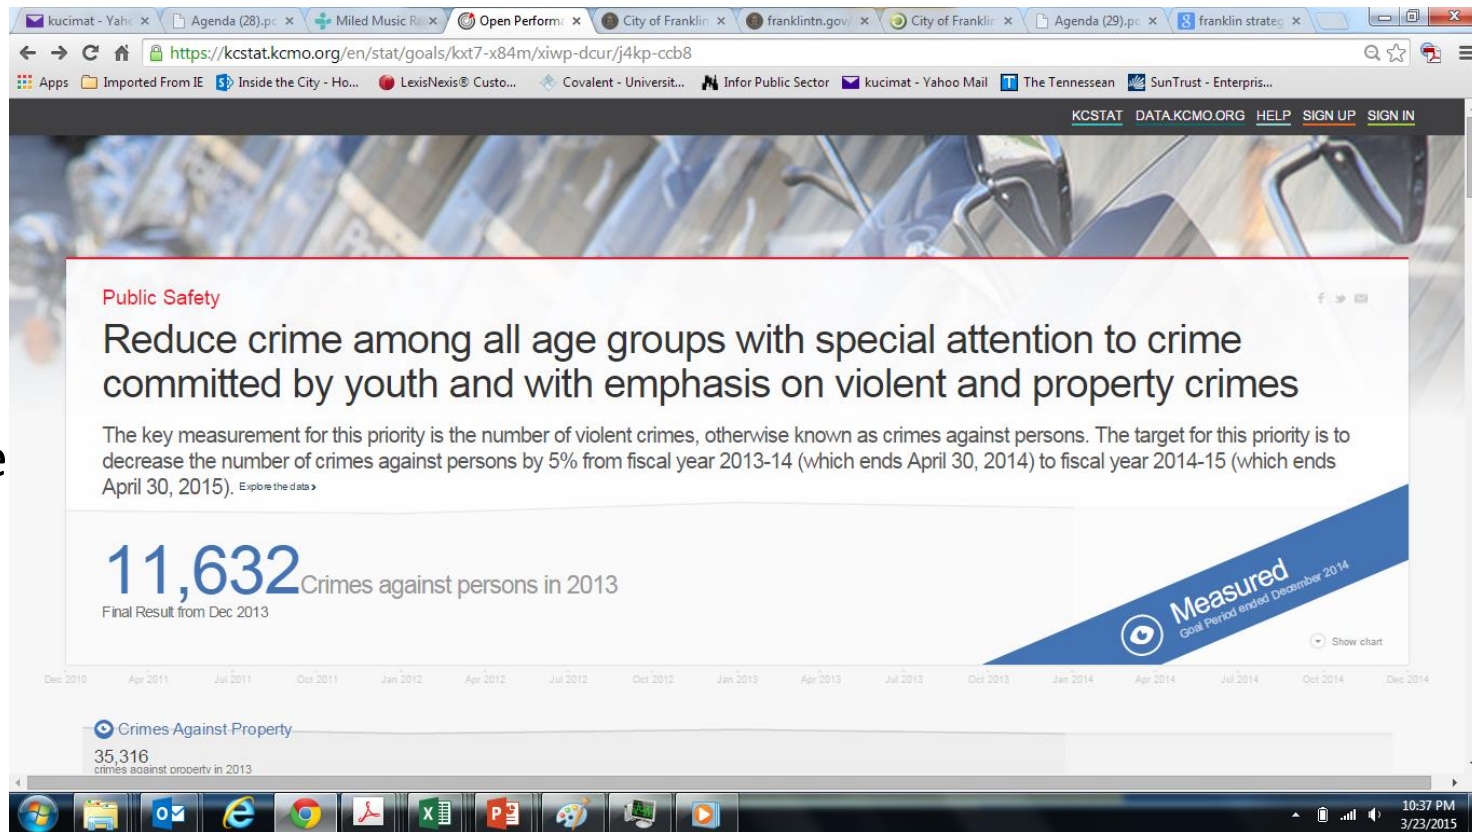 kucimat - Yah
Agenda (28).pc
Miled Music R
Open Performa
City of Franklin
franklintn.gov/
City of Franklin
Agenda (29).pc
franklin strateg
https://kcstat.kcmo.org/en/stat/goals/kxt7-x84m/xiwp-dcur/j4kp-ccb8
Apps Imported From IE Inside the City - Ho... LexisNexis® Custo... Covalent - Universit... Infor Public Sector kucimat - Yahoo Mail The Tennessean SunTrust - Enterpris...
KCSTAT DATA.KCMO.ORG HELP SIGN UP SIGN IN
Public Safety
Reduce crime among all age groups with special attention to crime
committed by youth and with emphasis on violent and property crimes
The key measurement for this priority is the number of violent crimes, otherwise known as crimes against persons. The target for this priority is to
decrease the number of crimes against persons by 5% from fiscal year 2013-14 (which ends April 30, 2014) to fiscal year 2014-15 (which ends
April 30, 2015). Explore the data >
e
11,632 Crimes against persons in 2013
Final Result from Dec 2013
Measured
Goal Period ended December 2014
Show chart
Dec 2010 Apr 2011 Jul 2011 Oct 2011 Jan 2012 Apr 2012 Jul 2012 Oct 2012 Jan 2013 Apr 2013 Jul 2013 Oct 2013 Jan 2014 Apr 2014 Jul 2014 Oct 2014 Dec 2014
Crimes Against Property
35,316
crimes against property in 2013
10:37 PM
3/23/2015